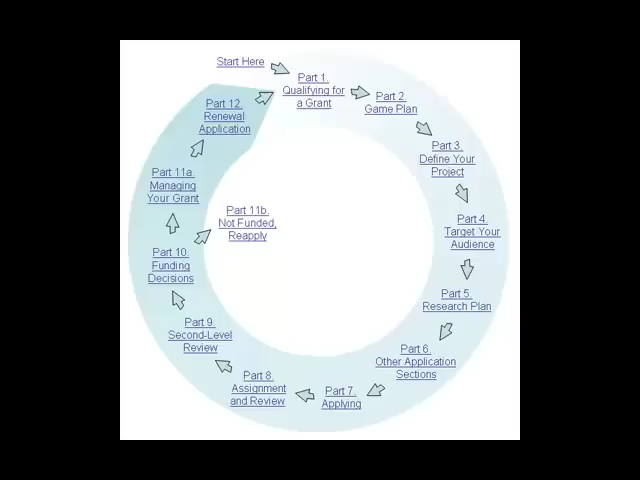 Start Here
Part 1.
Qualifying for
a Grant
Part 2.
Game Plan
Part 3.
Define Your
Project
Part 4.
Target Your
Audience
Part 5.
Research Plan
Part 6.
Other Application
Sections
Part 7.
Applying
Part 8.
Assignment
and Review
Part 9.
Second-Level
Review
Part 10.
Funding
Decisions
Part 11a.
Managing
Your Grant
Part 11b.
Not Funded,
Reapply
Part 12.
Renewal
Application